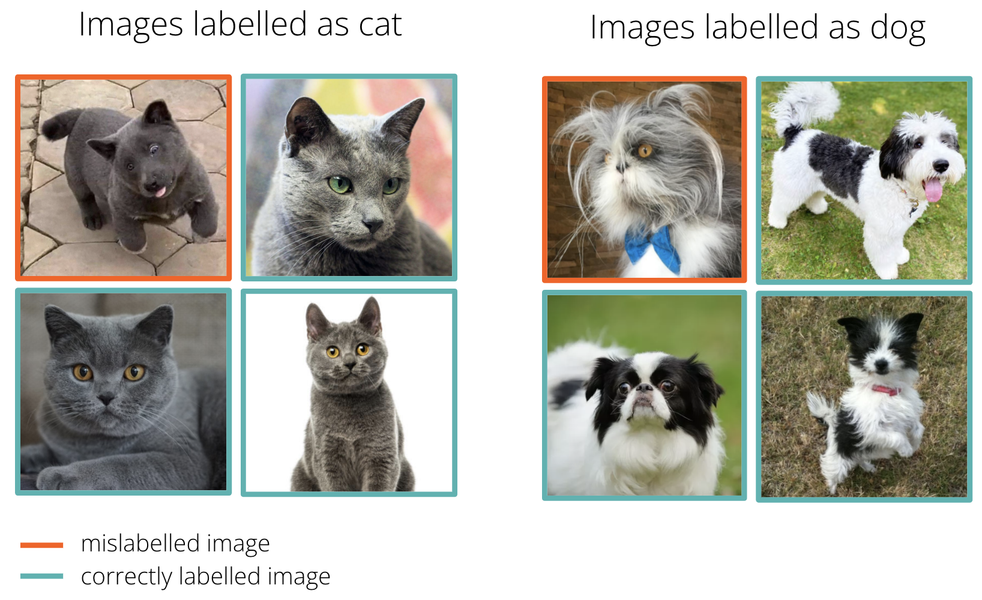 Images labelled as cat
Images labelled as dog
mislabelled image
correctly labelled image